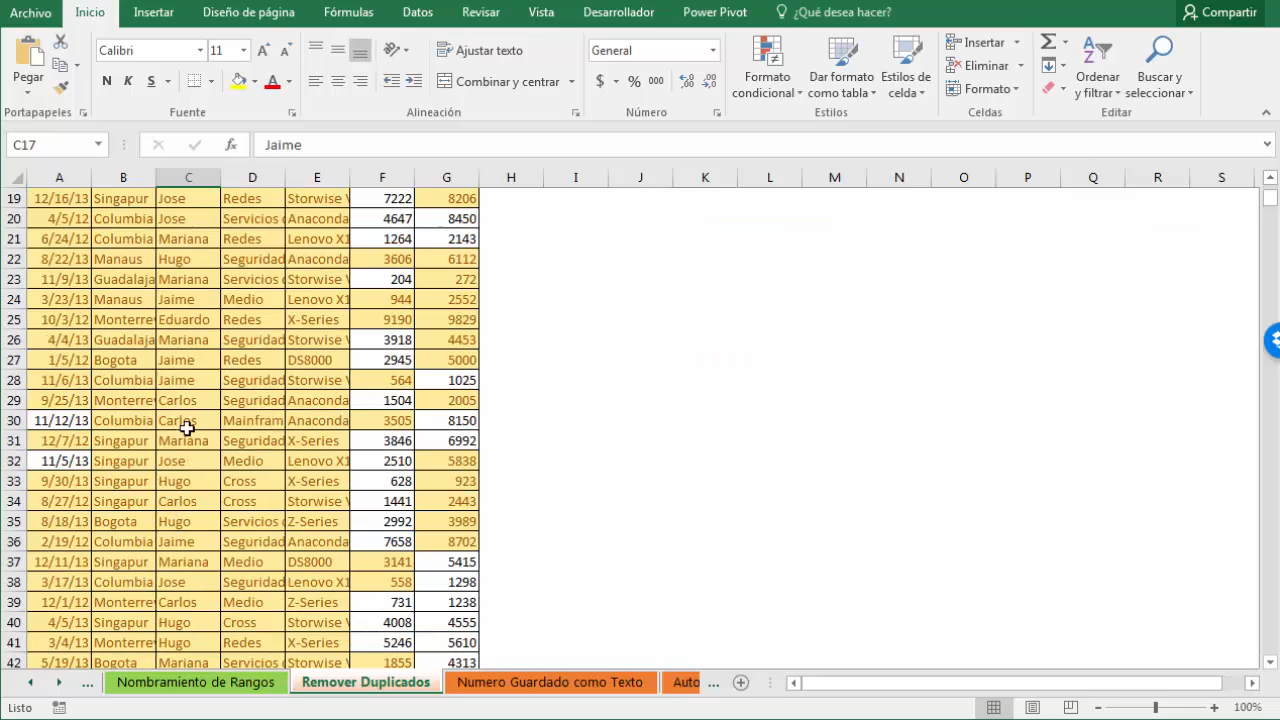 Archivo Inicio Insertar Diseño de página Fórmulas Datos Revisar Vista Desarrollador Power Pivot ¿Qué desea hacer? Compartir
Pegar
Calibri 11
N K S
Ajustar texto
Combinar y centrar
General
$ % 000
Formato condicional
Dar formato como tabla
Estilos de celda
Insertar
Eliminar
Formato
Ordenar y filtrar
Buscar y seleccionar
Portapapeles Fuente Alineación Número Estilos Celdas Editar
C17 fx Jaime
A B C D E F G H I J K L M N O P Q R S
19 12/16/13 Singapur Jose Redes Storwise V 7222 8206
20 4/5/12 Columbia Jose Servicios Anaconda 4647 8450
21 6/24/12 Columbia Mariana Redes Lenovo X1 1264 2143
22 8/22/13 Manaus Hugo Seguridad Anaconda 3606 6112
23 11/9/13 Guadalaja Mariana Servicios Storwise V 204 272
24 3/23/13 Manaus Jaime Medio Lenovo X1 944 2552
25 10/3/12 Monterre Eduardo Redes X-Series 9190 9829
26 4/4/13 Guadalaja Mariana Seguridad Storwise V 3918 4453
27 1/5/12 Bogota Jaime Redes DS8000 2945 5000
28 11/6/13 Columbia Jaime Seguridad Storwise V 564 1025
29 9/25/13 Monterre Carlos Seguridad Anaconda 1504 2005
30 11/12/13 Columbia Carlos Mainfram Anaconda 3505 8150
31 12/7/12 Singapur Mariana Seguridad X-Series 3846 6992
32 11/5/13 Singapur Jose Medio Lenovo X1 2510 5838
33 9/30/13 Singapur Hugo Cross X-Series 628 923
34 8/27/12 Singapur Carlos Cross Storwise V 1441 2443
35 8/18/13 Bogota Hugo Servicios Z-Series 2992 3989
36 2/19/12 Columbia Jaime Seguridad Anaconda 7658 8702
37 12/11/13 Singapur Mariana Medio DS8000 3141 5415
38 3/17/13 Columbia Jose Seguridad Lenovo X1 558 1298
39 12/1/12 Monterre Carlos Medio Z-Series 731 1238
40 4/5/13 Singapur Hugo Cross Storwise V 4008 4555
41 3/4/13 Monterre Hugo Redes X-Series 5246 5610
42 5/19/13 Bogota Mariana Servicios Anaconda 1855 4313
... Nombramiento de Rangos Remover Duplicados Numero Guardado como Texto Auto ...
Listo 100%